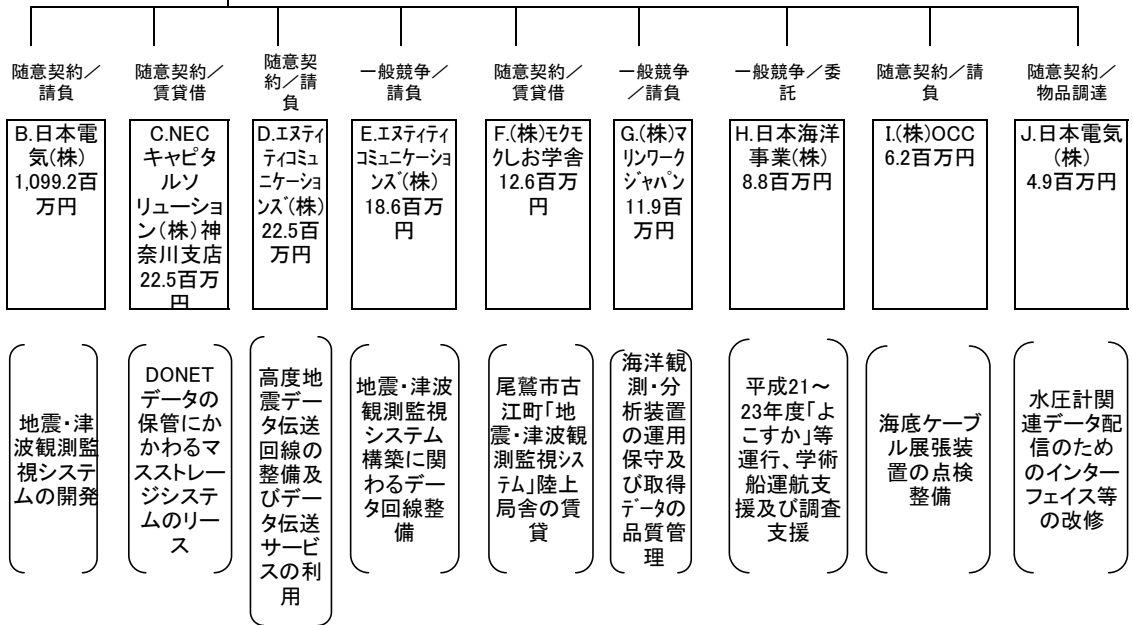 随意契約／
請負
随意契約／
賃貸借
随意契
約／請
負
一般競争／
請負
随意契約／
賃貸借
一般競争
／請負
一般競争／委
託
随意契約／請
負
随意契約／
物品調達
B.日本電
気(株)
1,099.2百
万円
C.NEC
キャピタ
ルソ
リューショ
ン(株)神
奈川支店
22.5百万
円
D.エヌティ
ティコミュ
ニケーショ
ンズ(株)
22.5百
万円
E.エヌティティ
コミュニケーショ
ンズ(株)
18.6百万
円
F.(株)モクモ
クしお学舎
12.6百万
円
G.(株)マ
リンワーク
ジャパン
11.9百
万円
H.日本海洋
事業(株)
8.8百万円
I.(株)OCC
6.2百万円
J.日本電気
(株)
4.9百万円
地震・津
波観測監
視システ
ムの開発
DONET
データの
保管にか
かわるマ
スストレー
ジシステ
ムのリー
ス
高度地
震デー
タ伝送
回線の
整備及
びデー
タ伝送
サービ
スの利
用
地震・津波
観測監視
システム
構築に関
わるデー
タ回線整
備
尾鷲市古
江町「地
震・津波観
測監視シス
テム」陸上
局舎の賃
貸
海洋観
測・分
析装置
の運用
保守及
び取得
データの
品質管
理
平成21～
23年度「よ
こすか」等
運行、学術
船運航支
援及び調査
支援
海底ケーブ
ル展張装
置の点検
整備
水圧計関
連データ配
信のため
のインター
フェイス等
の改修